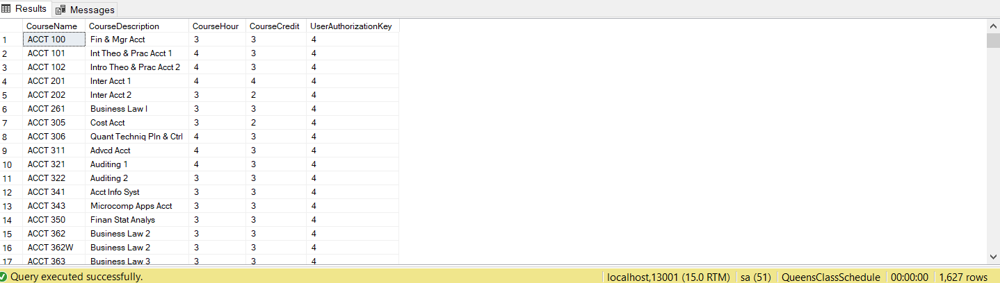 Results Messages
CourseName CourseDescription CourseHour CourseCredit UserAuthorizationKey
1 ACCT 100 Fin & Mgr Acct 3 3 4
2 ACCT 101 Int Theo & Prac Acct 1 4 3 4
3 ACCT 102 Intro Theo & Prac Acct 2 4 3 4
4 ACCT 201 Inter Acct 1 4 4 4
5 ACCT 202 Inter Acct 2 3 2 4
6 ACCT 261 Business Law I 3 3 4
7 ACCT 305 Cost Acct 3 2 4
8 ACCT 306 Quant Techniq Pln & Ctrl 4 3 4
9 ACCT 311 Advcd Acct 4 3 4
10 ACCT 321 Auditing 1 4 3 4
11 ACCT 322 Auditing 2 3 3 4
12 ACCT 341 Acct Info Syst 3 3 4
13 ACCT 343 Microcomp Apps Acct 3 3 4
14 ACCT 350 Finan Stat Analys 3 3 4
15 ACCT 362 Business Law 2 3 3 4
16 ACCT 362W Business Law 2 3 3 4
17 ACCT 363 Business Law 3 3 3 4
Query executed successfully. localhost,13001 (15.0 RTM) sa (51) QueensClassSchedule 00:00:00 1,627 rows